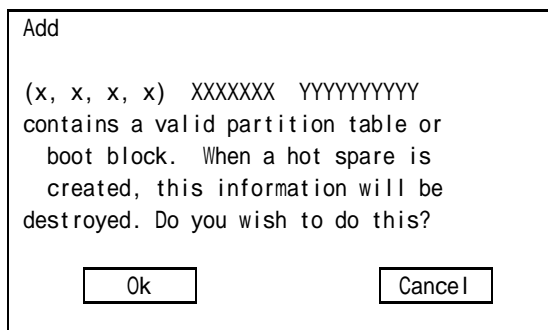 Add
(x, x, x, x) XXXXXXX YYYYYYYYYY
contains a valid partition table or
boot block. When a hot spare is
created, this information will be
destroyed. Do you wish to do this?
Ok Cancel